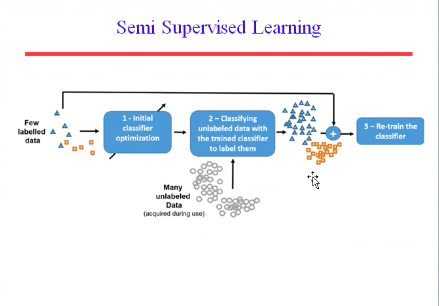 Semi Supervised Learning
Few
labelled
data
1 - Initial
classifier
optimization
2 – Classifying
unlabeled data with
the trained classifier
to label them
+
3 – Re-train the
classifier
Many
unlabeled
Data
(acquired during use)